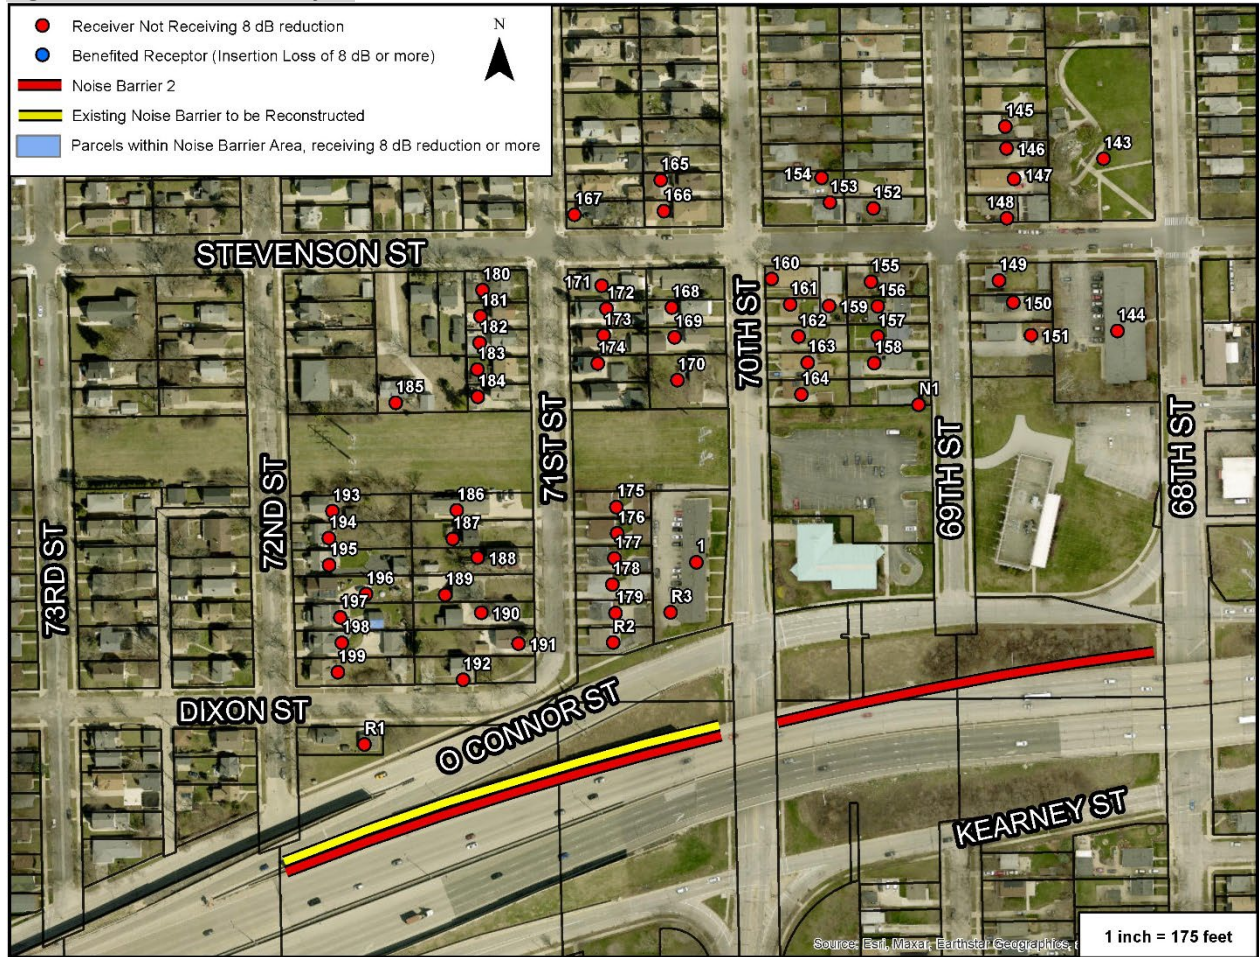 Receiver Not Receiving 8 dB reduction
Benefited Receptor (Insertion Loss of 8 dB or more)
Noise Barrier 2
Existing Noise Barrier to be Reconstructed
Parcels within Noise Barrier Area, receiving 8 dB reduction or more
N
145
146
143
147
148
165
166
167
154
153
152
STEVENSON ST
180
181
182
183
184
185
171
172
173
174
168
169
170
160
161
162
163
164
159
155
156
157
158
N1
149
150
151
144
73RD ST
72ND ST
71ST ST
70TH ST
69TH ST
68TH ST
193
194
195
196
197
198
199
186
187
188
189
190
191
192
175
176
177
178
179
R2
1
R3
DIXON ST
R1
O CONNOR ST
KEARNEY ST
Source: Esri, Maxar, Earthstar Geographics,
1 inch = 175 feet